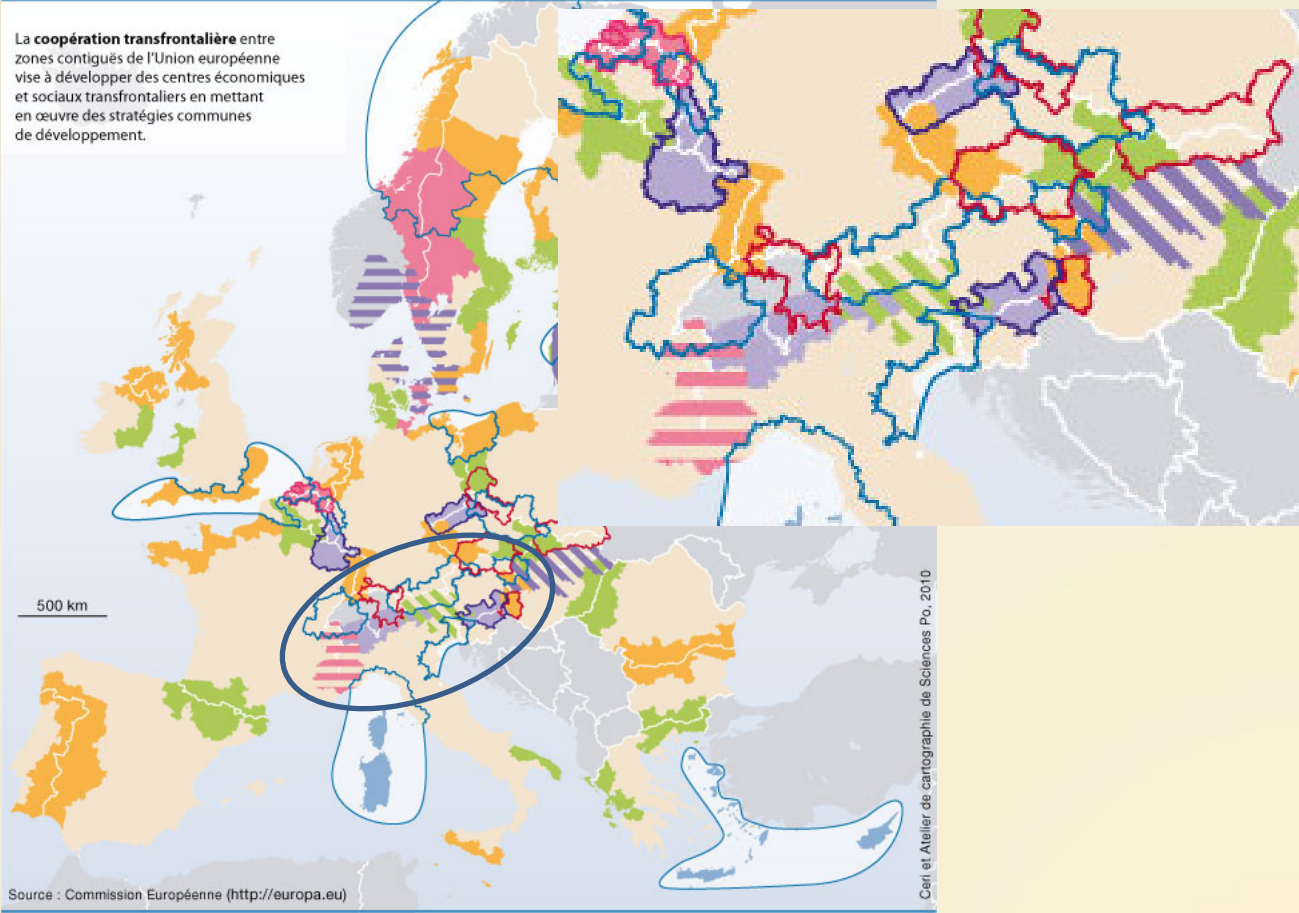 La coopération transfrontalière entre
zones contiguës de l'Union européenne
vise à développer des centres économiques
et sociaux transfrontaliers en mettant
en œuvre des stratégies communes
de développement.
500 km
Source : Commission Européenne (http://europa.eu)
Ceri et Atelier de cartographie de Sciences Po, 2010